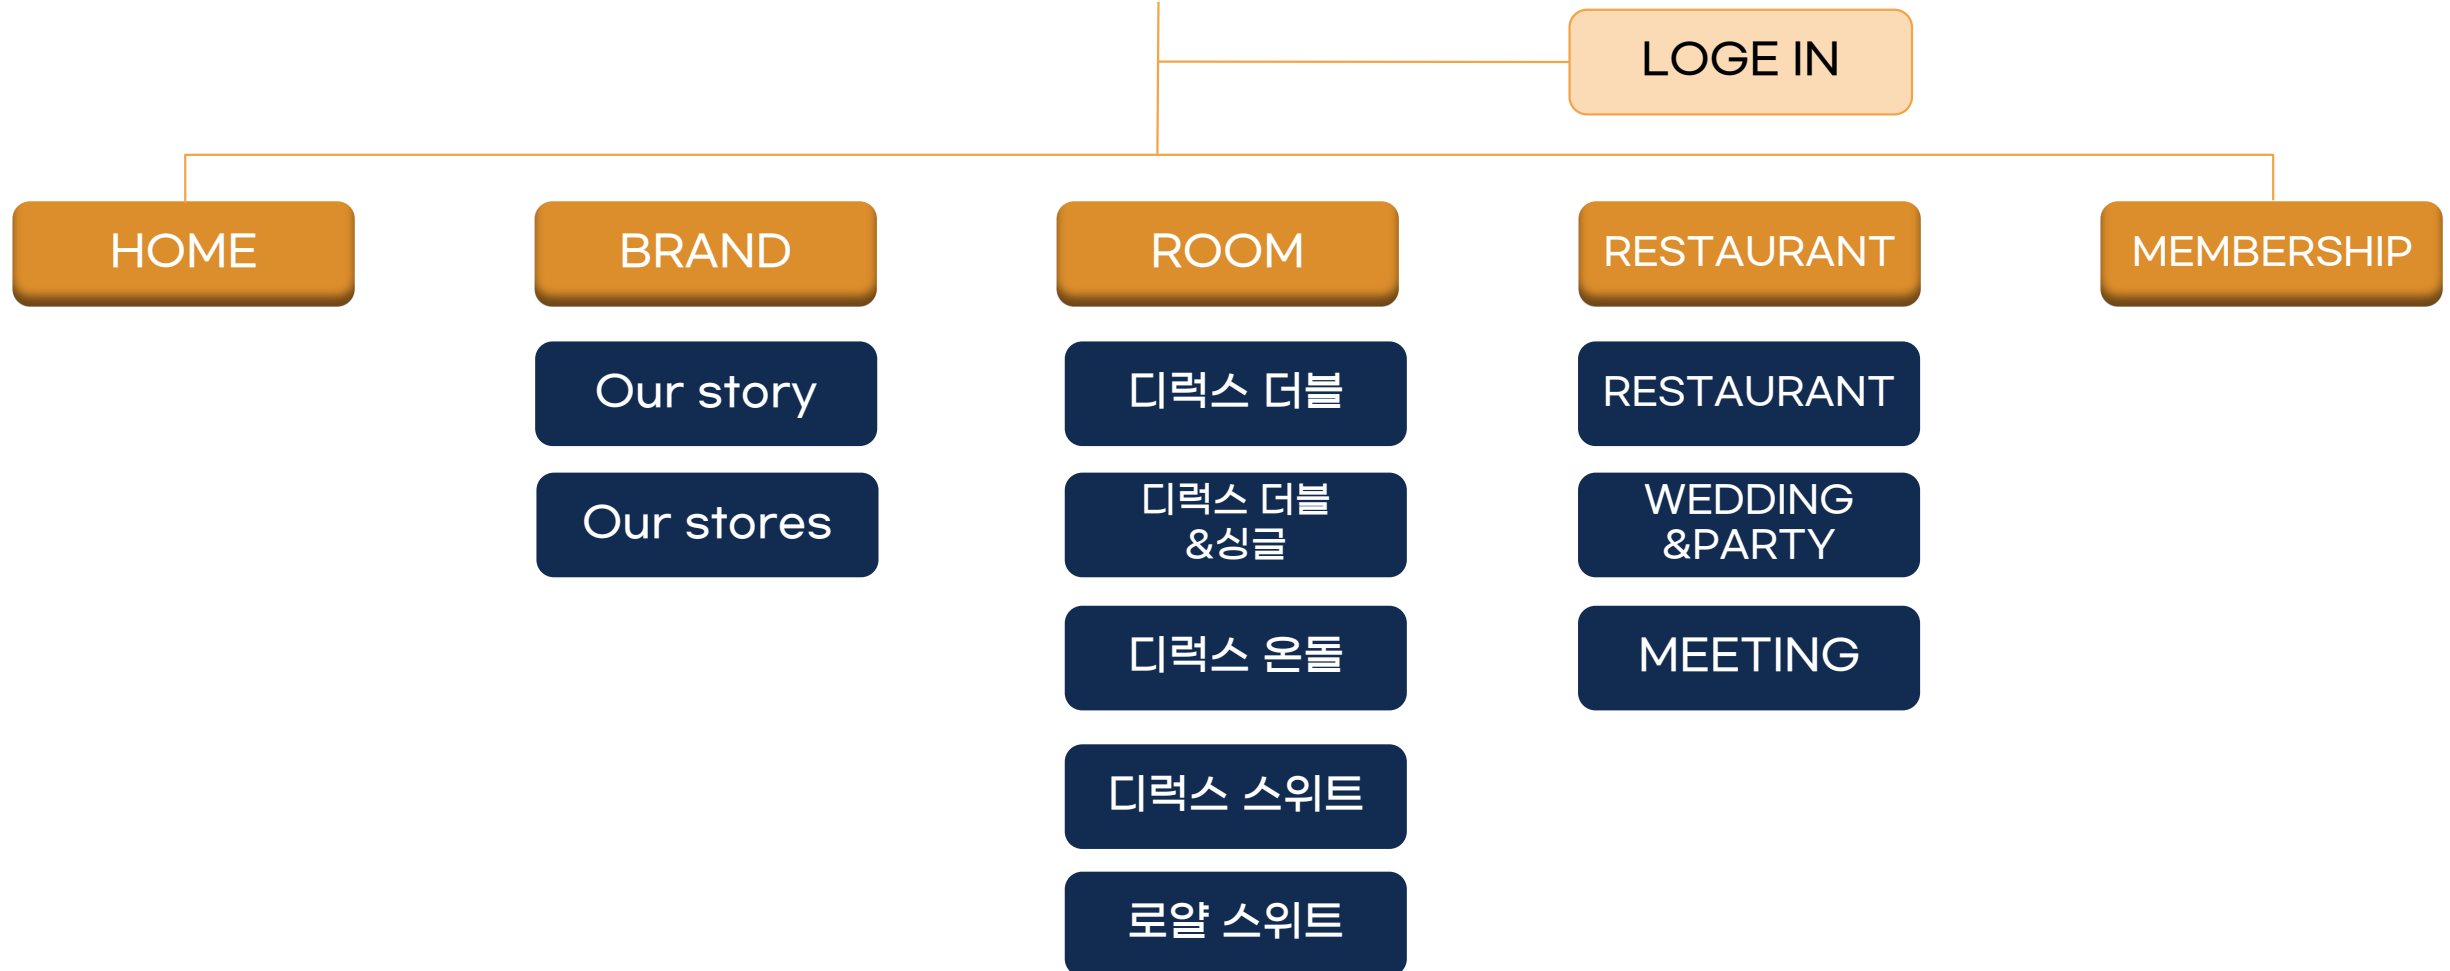 LOGE IN
HOME
BRAND
ROOM
RESTAURANT
MEMBERSHIP
Our story
디럭스 더블
RESTAURANT
Our stores
디럭스 더블
&싱글
WEDDING
&PARTY
디럭스 온돌
MEETING
디럭스 스위트
로얄 스위트